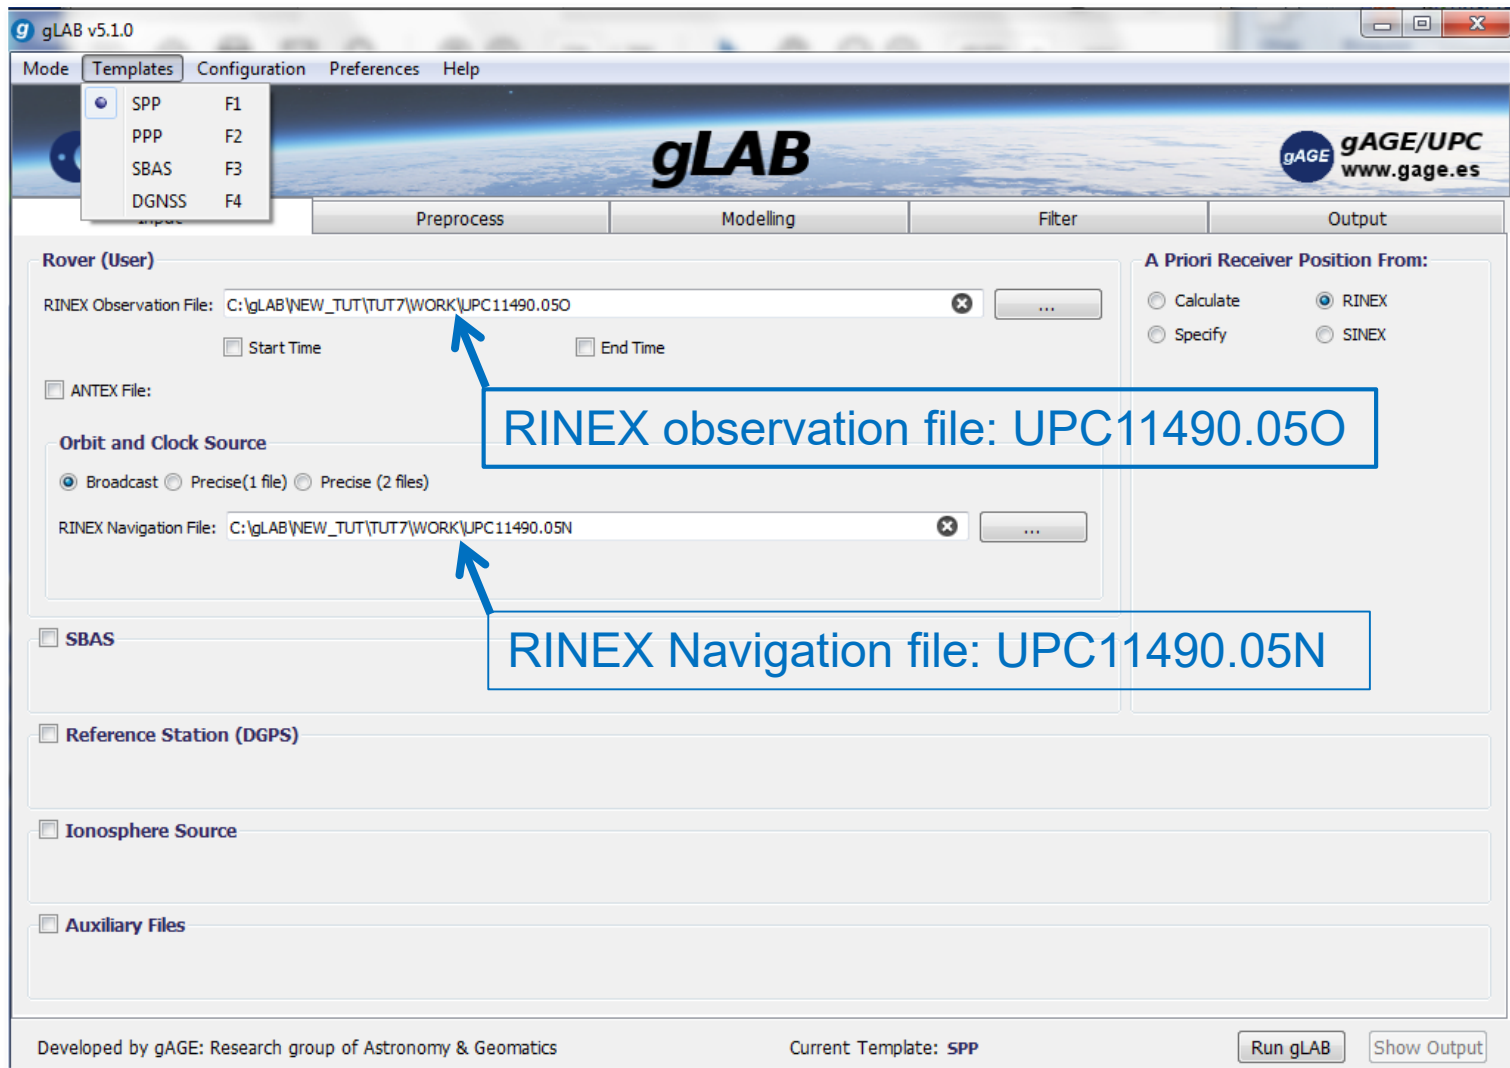 gLAB v5.1.0
Mode Templates Configuration Preferences Help
SPP F1
PPP F2
SBAS F3
DGNSS F4
gLAB
gAGE
gAGE/UPC
www.gage.es
Input Preprocess Modelling Filter Output
Rover (User)
RINEX Observation File: C:\gLAB\NEW_TUT\TUT7\WORK\UPC11490.05O ...
Start Time End Time
ANTEX File:
RINEX observation file: UPC11490.05O
Orbit and Clock Source
Broadcast Precise(1 file) Precise (2 files)
RINEX Navigation File: C:\gLAB\NEW_TUT\TUT7\WORK\UPC11490.05N ...
RINEX Navigation file: UPC11490.05N
A Priori Receiver Position From:
Calculate RINEX
Specify SINEX
SBAS
Reference Station (DGPS)
Ionosphere Source
Auxiliary Files
Developed by gAGE: Research group of Astronomy & Geomatics Current Template: SPP Run gLAB Show Output